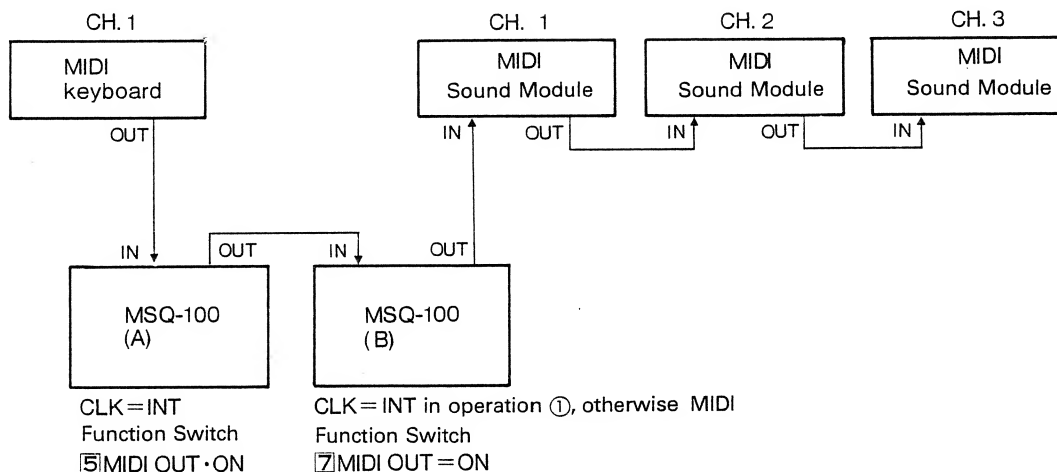 CH. 1
CH. 1
CH. 2
CH. 3
MIDI
keyboard
MIDI
Sound Module
MIDI
Sound Module
MIDI
Sound Module
OUT
IN
OUT
IN
OUT
IN
IN
OUT
IN
OUT
MSQ-100
(A)
MSQ-100
(B)
CLK=INT
Function Switch
5 MIDI OUT・ON
CLK=INT in operation ①, otherwise MIDI
Function Switch
7 MIDI OUT=ON